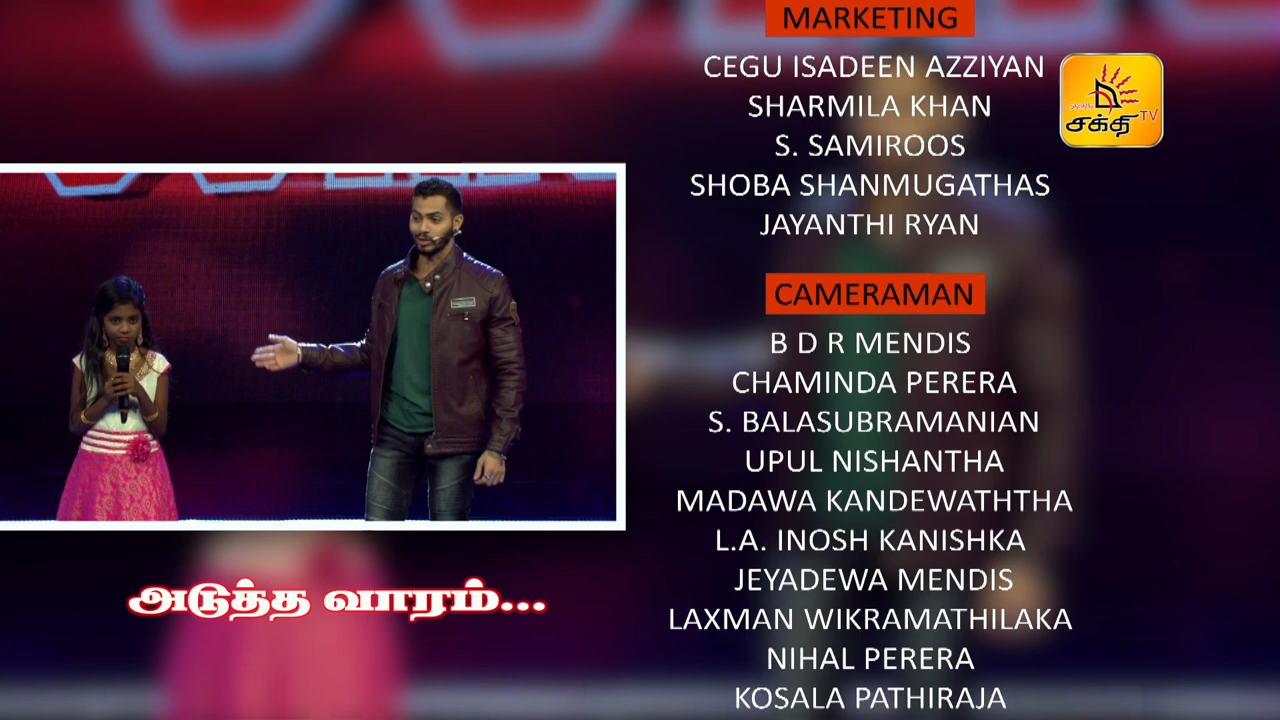 MARKETING
CEGU ISADEEN AZZIYAN
SHARMILA KHAN
S. SAMIROOS
SHOBA SHANMUGATHAS
JAYANTHI RYAN
CAMERAMAN
B D R MENDIS
CHAMINDA PERERA
S. BALASUBRAMANIAN
UPUL NISHANTHA
MADAWA KANDEWATHTHA
L.A. INOSH KANISHKA
JEYADEWA MENDIS
LAXMAN WIKRAMATHILAKA
NIHAL PERERA
KOSALA PATHIRAJA
சக்தி TV
அடுத்த வாரம்...